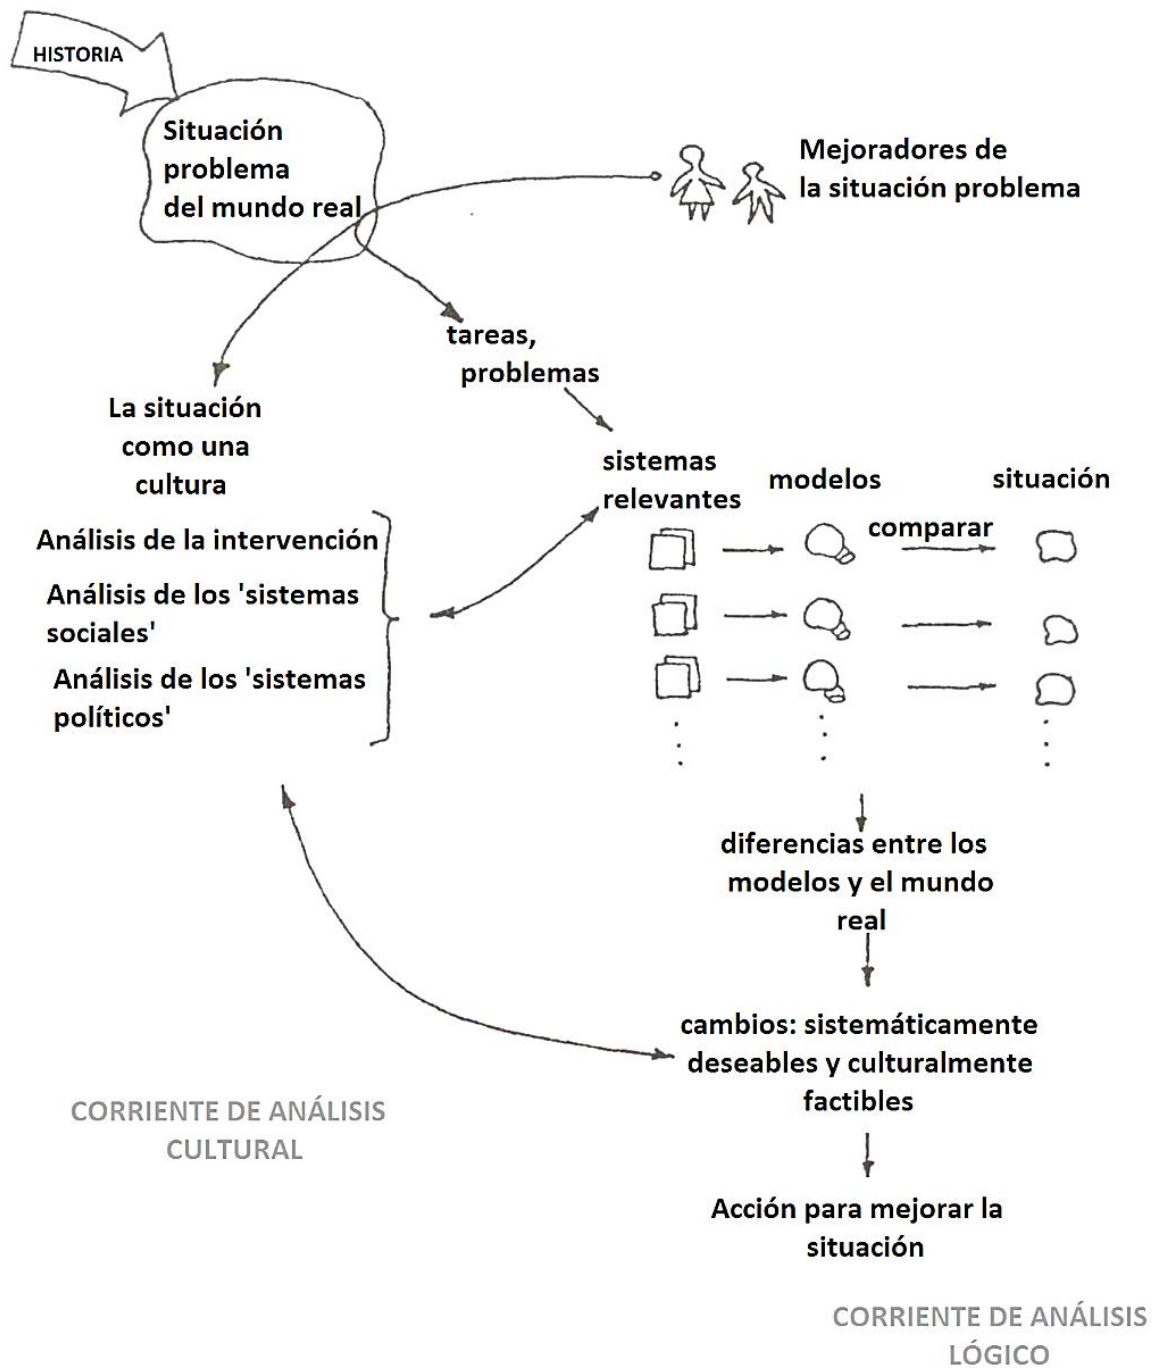 HISTORIA
Situación
problema
del mundo real
Mejoradores de
la situación problema
tareas,
problemas
La situación
como una
cultura
sistemas
relevantes
modelos
situación
comparar
Análisis de la intervención
Análisis de los 'sistemas
sociales'
Análisis de los 'sistemas
políticos'
diferencias entre los
modelos y el mundo
real
cambios: sistemáticamente
deseables y culturalmente
factibles
CORRIENTE DE ANÁLISIS
CULTURAL
Acción para mejorar la
situación
CORRIENTE DE ANÁLISIS
LÓGICO